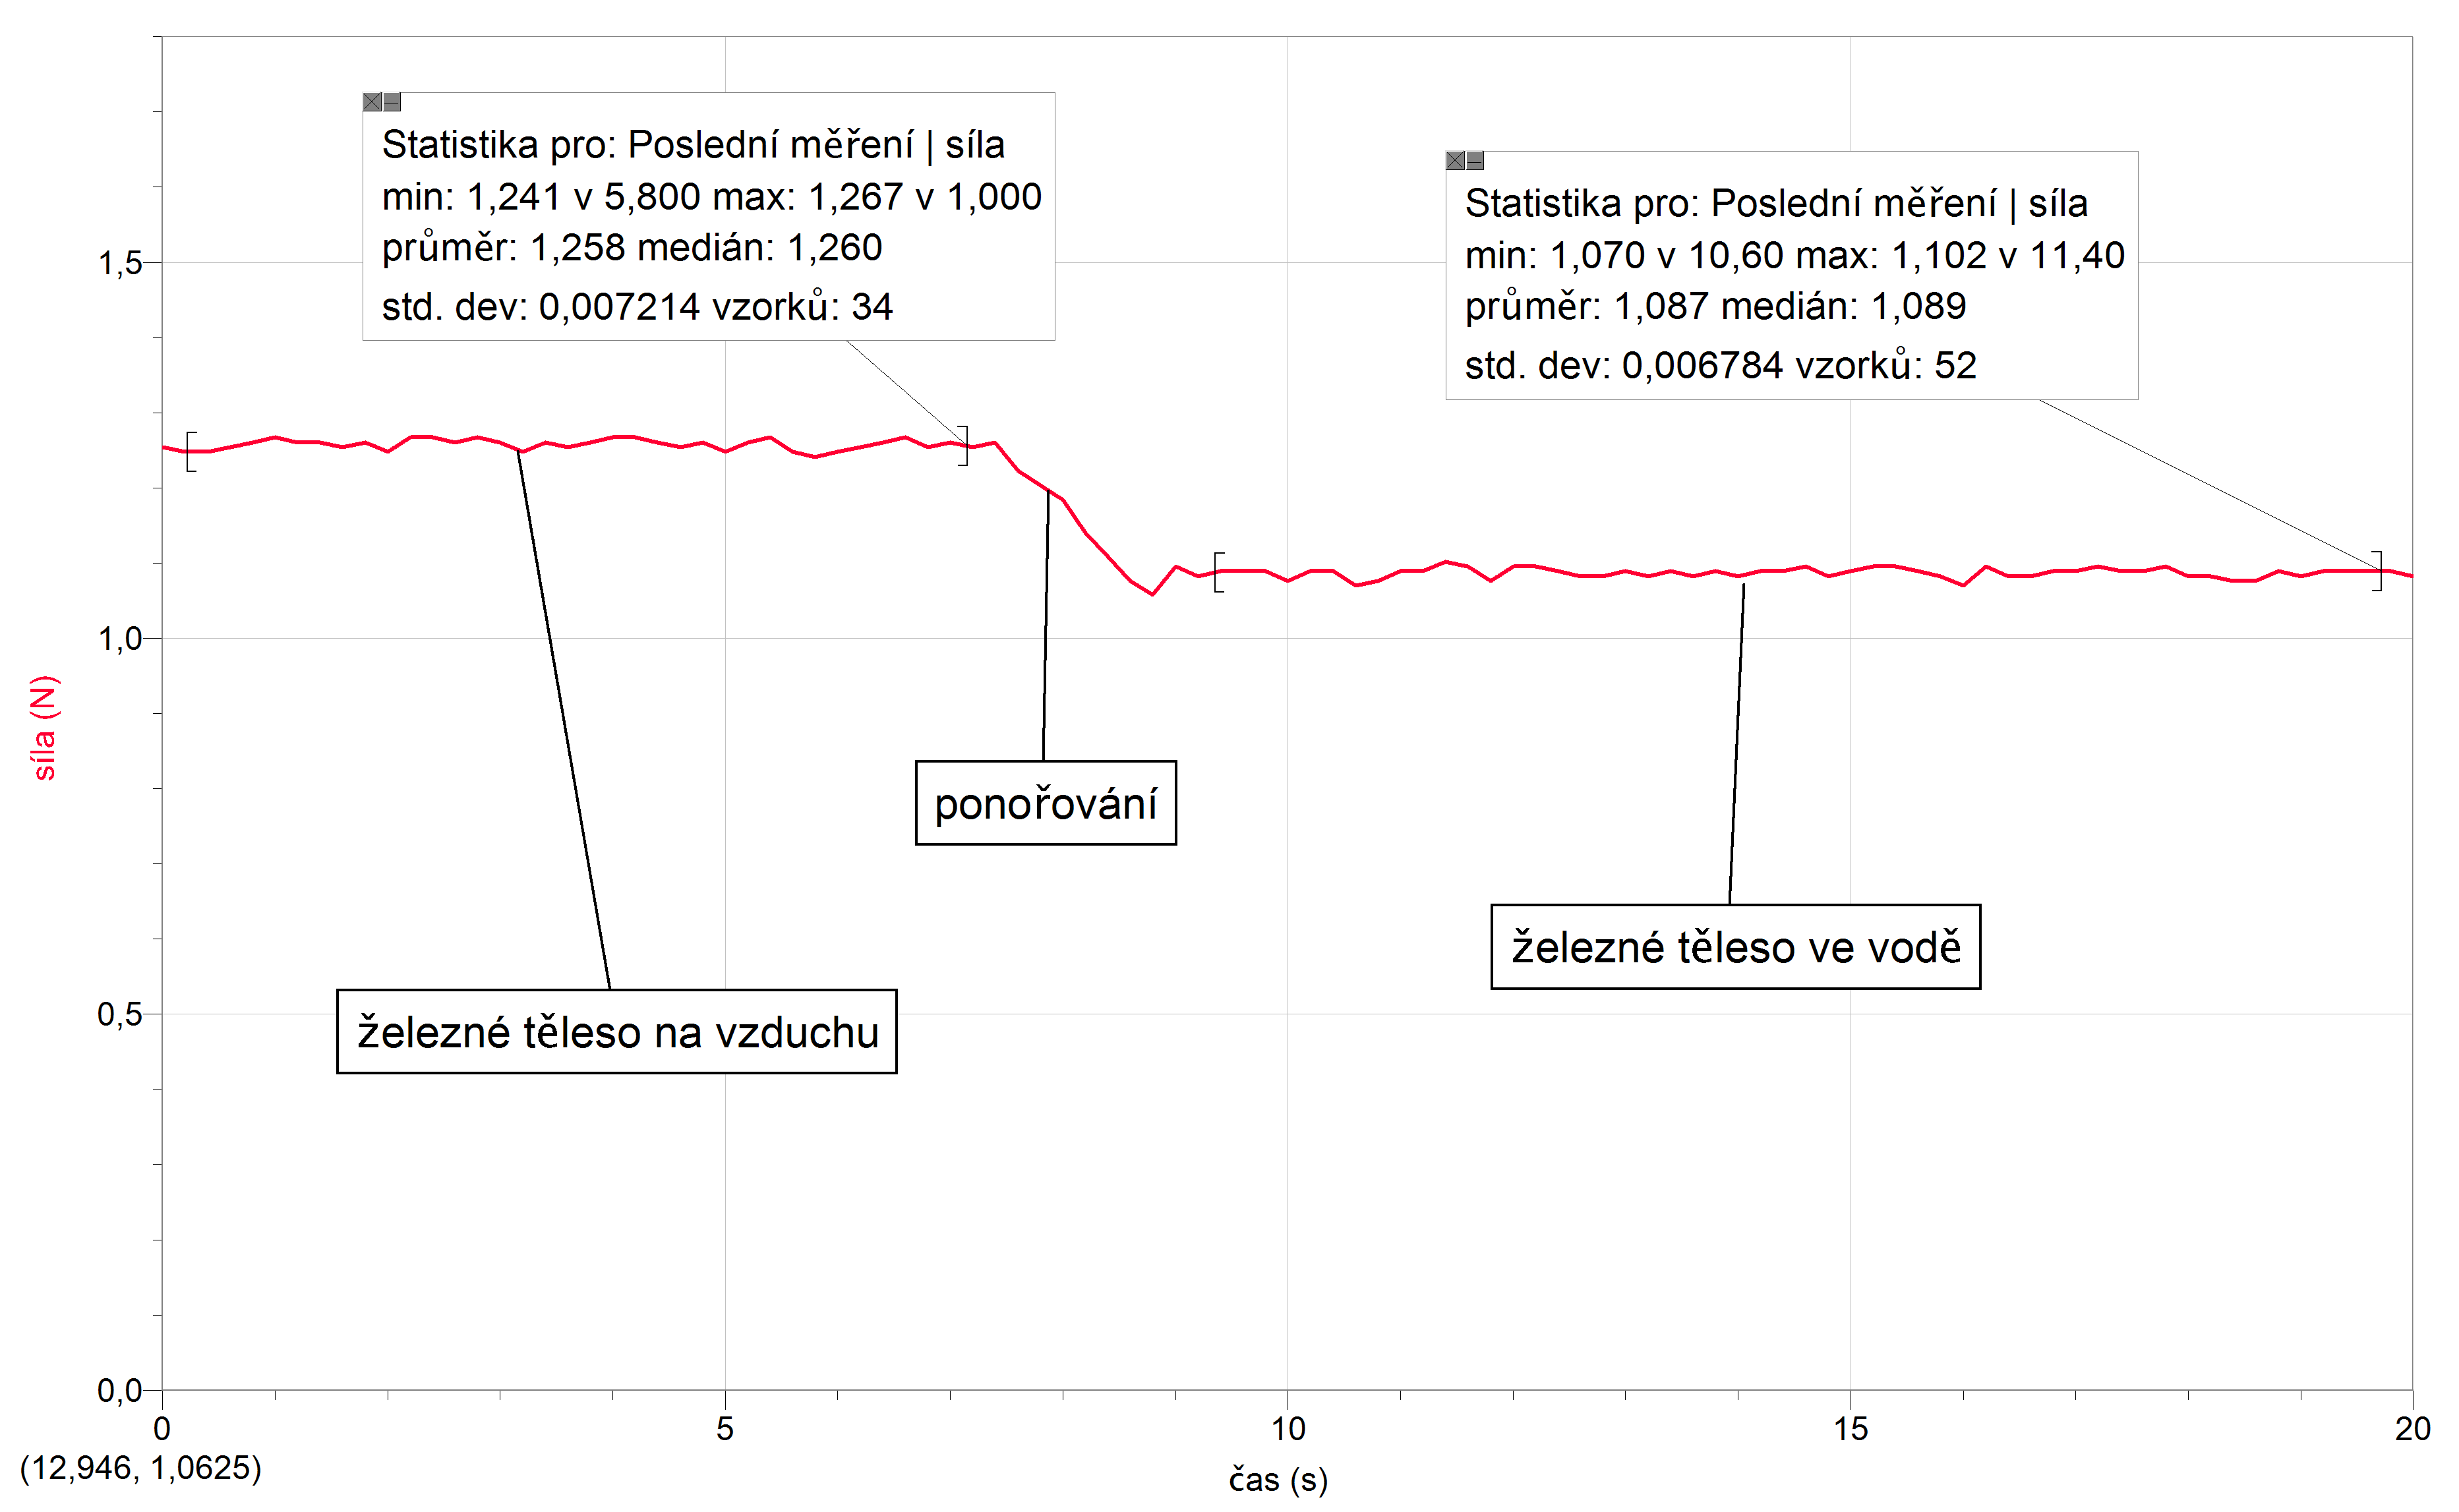 Statistika pro: Poslední měření | síla
min: 1,241 v 5,800 max: 1,267 v 1,000
průměr: 1,258 medián: 1,260
std. dev: 0,007214 vzorků: 34
Statistika pro: Poslední měření | síla
min: 1,070 v 10,60 max: 1,102 v 11,40
průměr: 1,087 medián: 1,089
std. dev: 0,006784 vzorků: 52
1,5
1,0
0,5
0,0
síla (N)
ponořování
železné těleso ve vodě
železné těleso na vzduchu
0
5
10
15
20
(12,946, 1,0625)
čas (s)